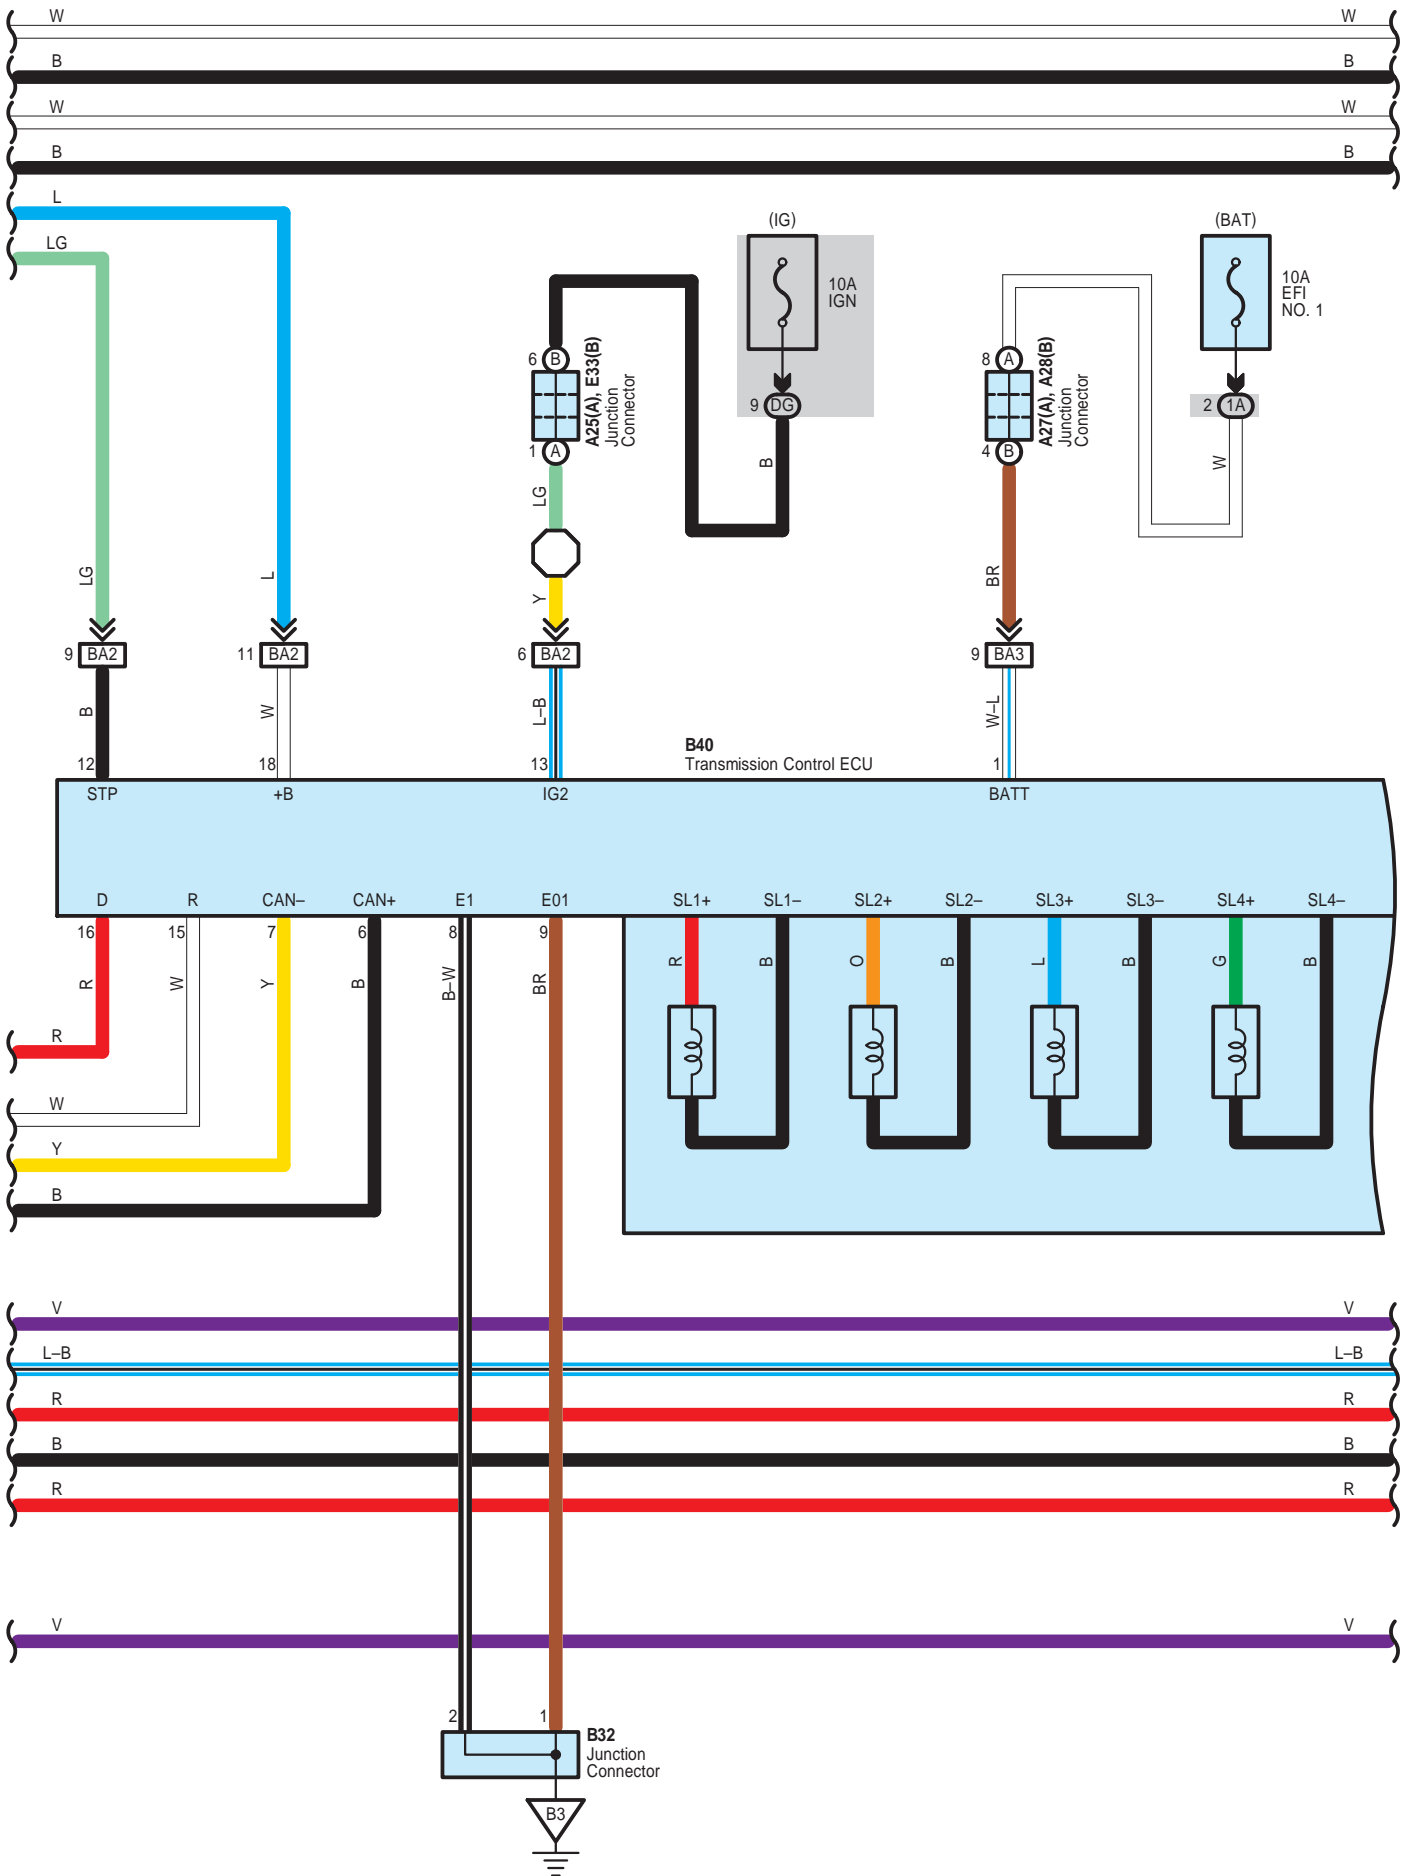 W W
B B
W W
B B
L
LG
(IG) (BAT)
10A
IGN
10A
EFI
NO. 1
6 B
A25(A), E33(B)
Junction
Connector
1 A
9 DG
8 A
A27(A), A28(B)
Junction
Connector
4 B
2 1A
B
W
LG
LG
L
Y
BR
9 BA2
11 BA2
6 BA2
9 BA3
B
W
L–B
W–L
B40
Transmission Control ECU
12 18 13 1
STP +B IG2 BATT
D R CAN– CAN+ E1 E01 SL1+ SL1– SL2+ SL2– SL3+ SL3– SL4+ SL4–
16 15 7 6 8 9
R W Y B B–W BR R B O B L B G B
R
W
Y
B
V V
L–B L–B
R R
B B
R R
V V
2 1
B32
Junction
Connector
B3